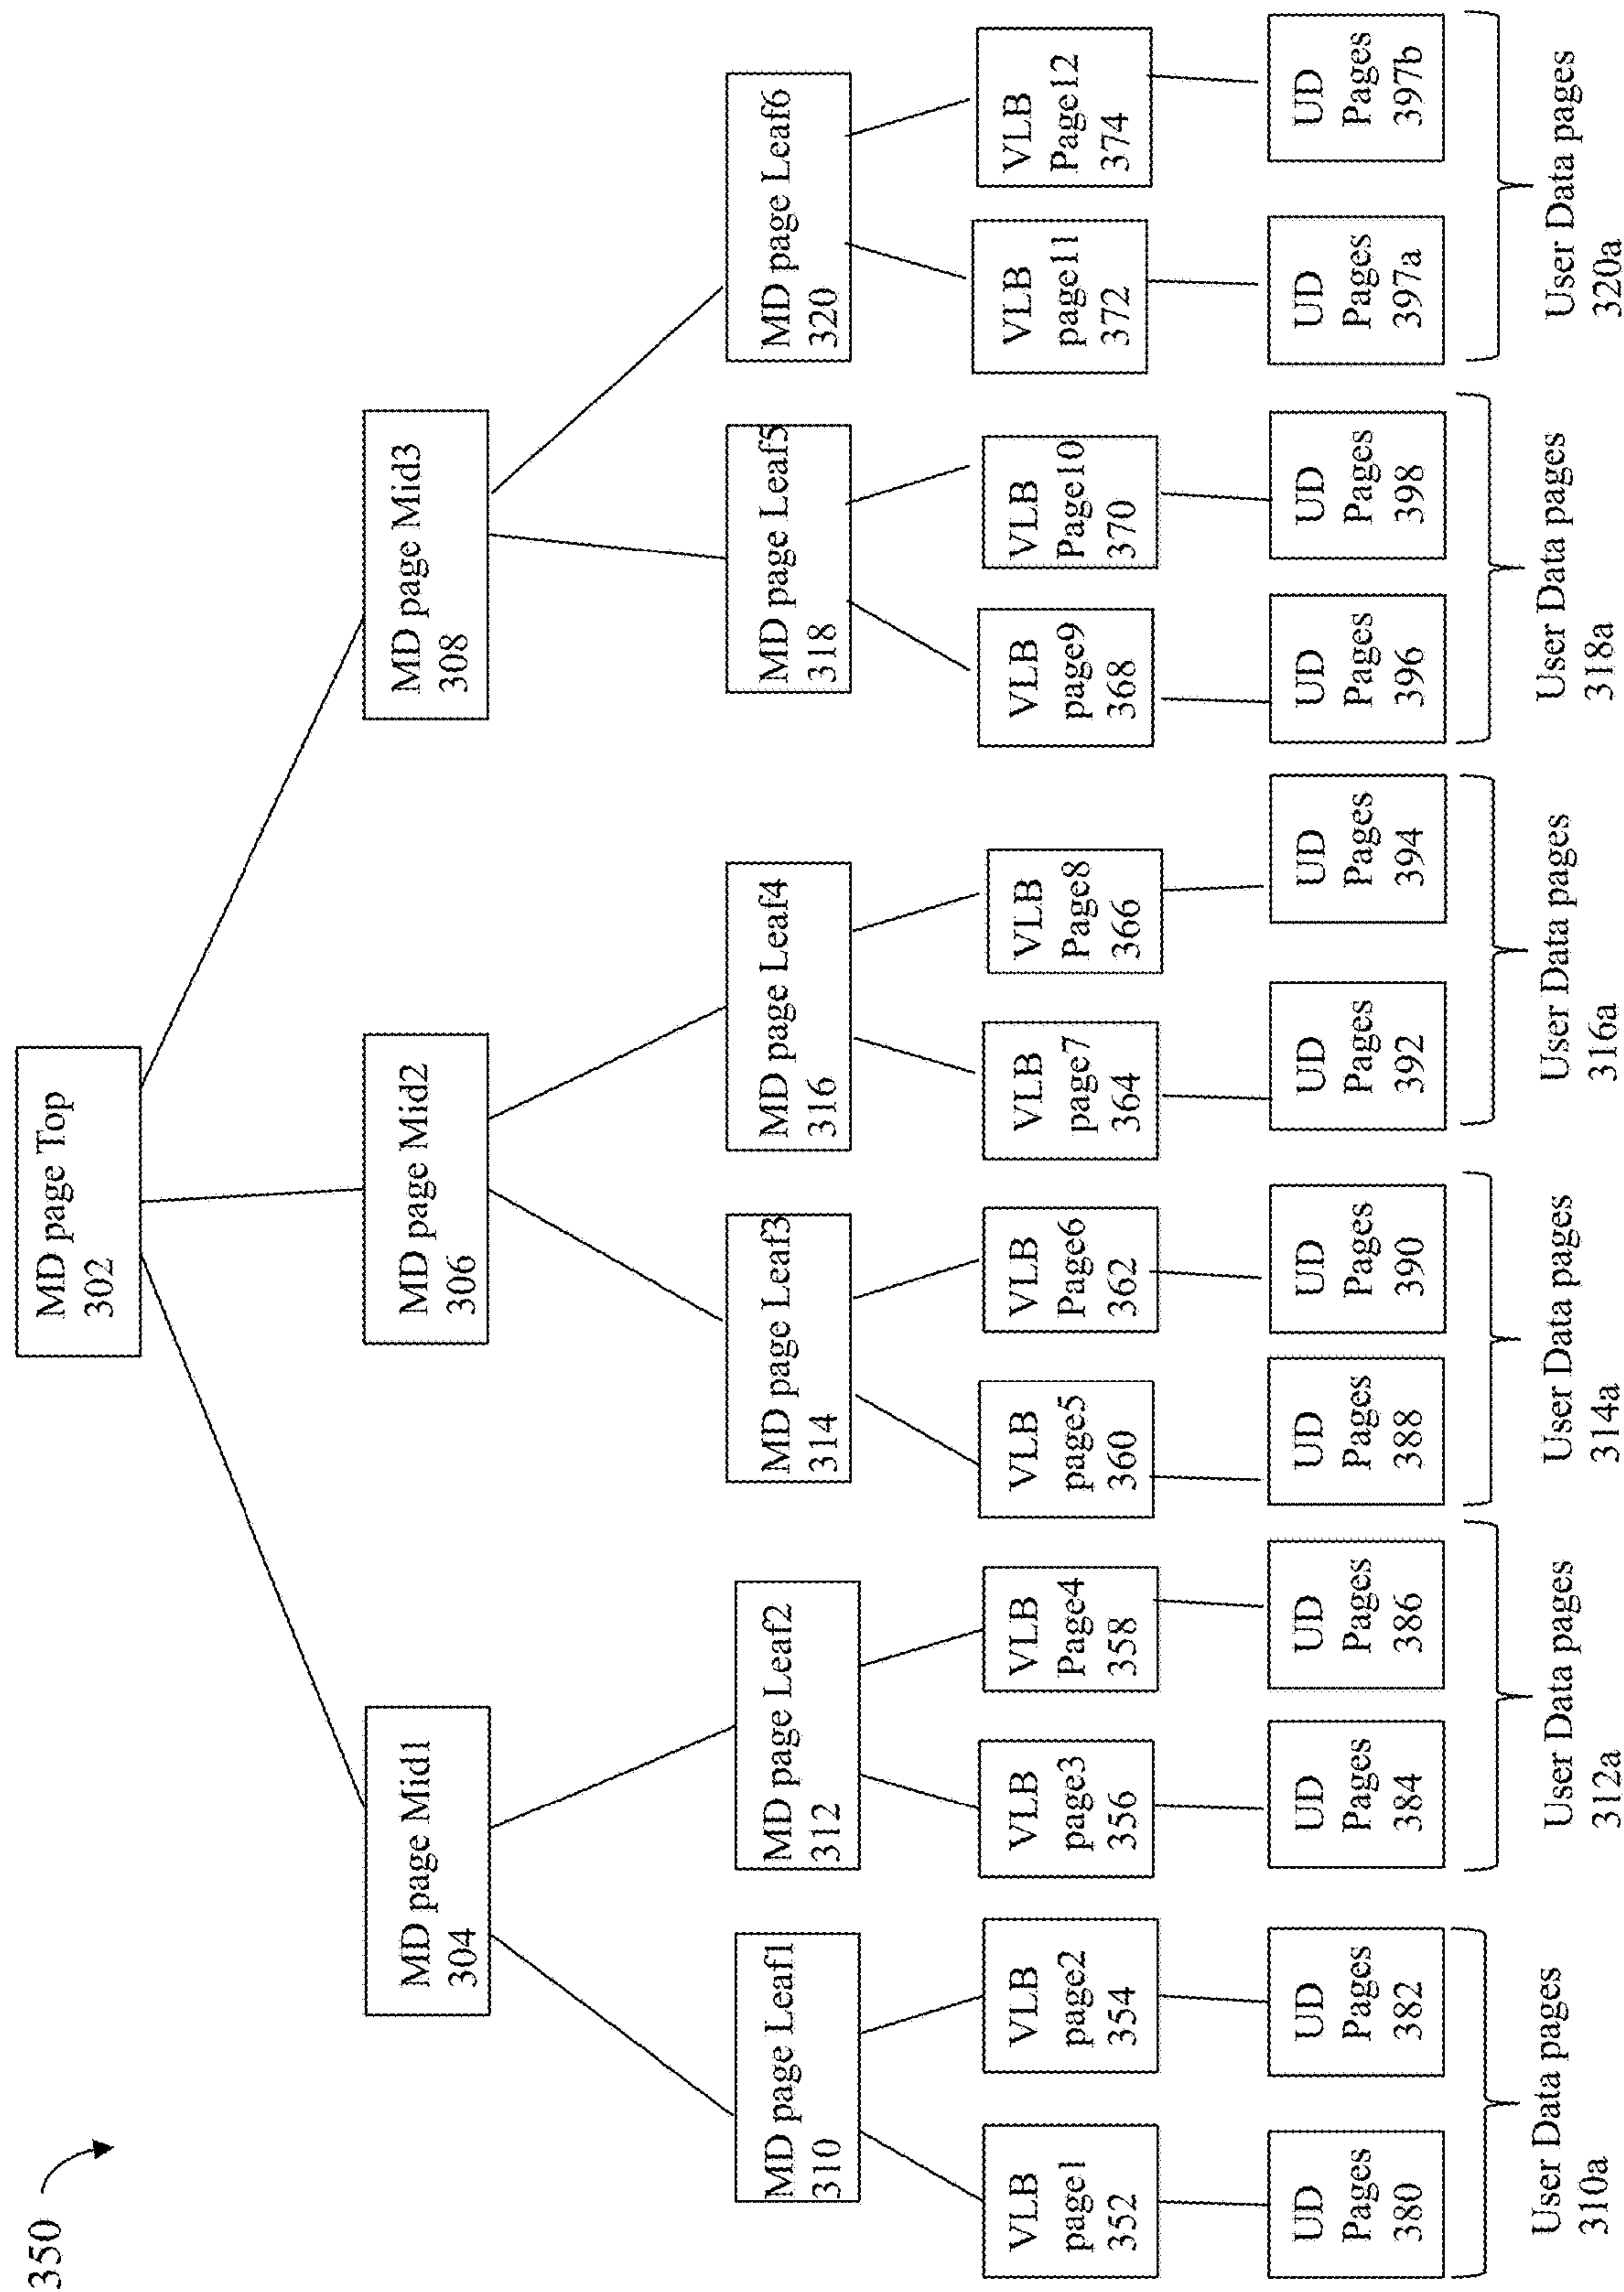 350
MD page Top
302
MD page Mid1
304
MD page Mid2
306
MD page Mid3
308
MD page Leaf1
310
MD page Leaf2
312
MD page Leaf3
314
MD page Leaf4
316
MD page Leaf5
318
MD page Leaf6
320
VLB
page1
352
VLB
page2
354
VLB
page3
356
VLB
Page4
358
VLB
page5
360
VLB
Page6
362
VLB
page7
364
VLB
Page8
366
VLB
page9
368
VLB
Page10
370
VLB
page11
372
VLB
Page12
374
UD
Pages
380
UD
Pages
382
UD
Pages
384
UD
Pages
386
UD
Pages
388
UD
Pages
390
UD
Pages
392
UD
Pages
394
UD
Pages
396
UD
Pages
398
UD
Pages
397a
UD
Pages
397b
User Data pages
310a
User Data pages
312a
User Data pages
314a
User Data pages
316a
User Data pages
318a
User Data pages
320a